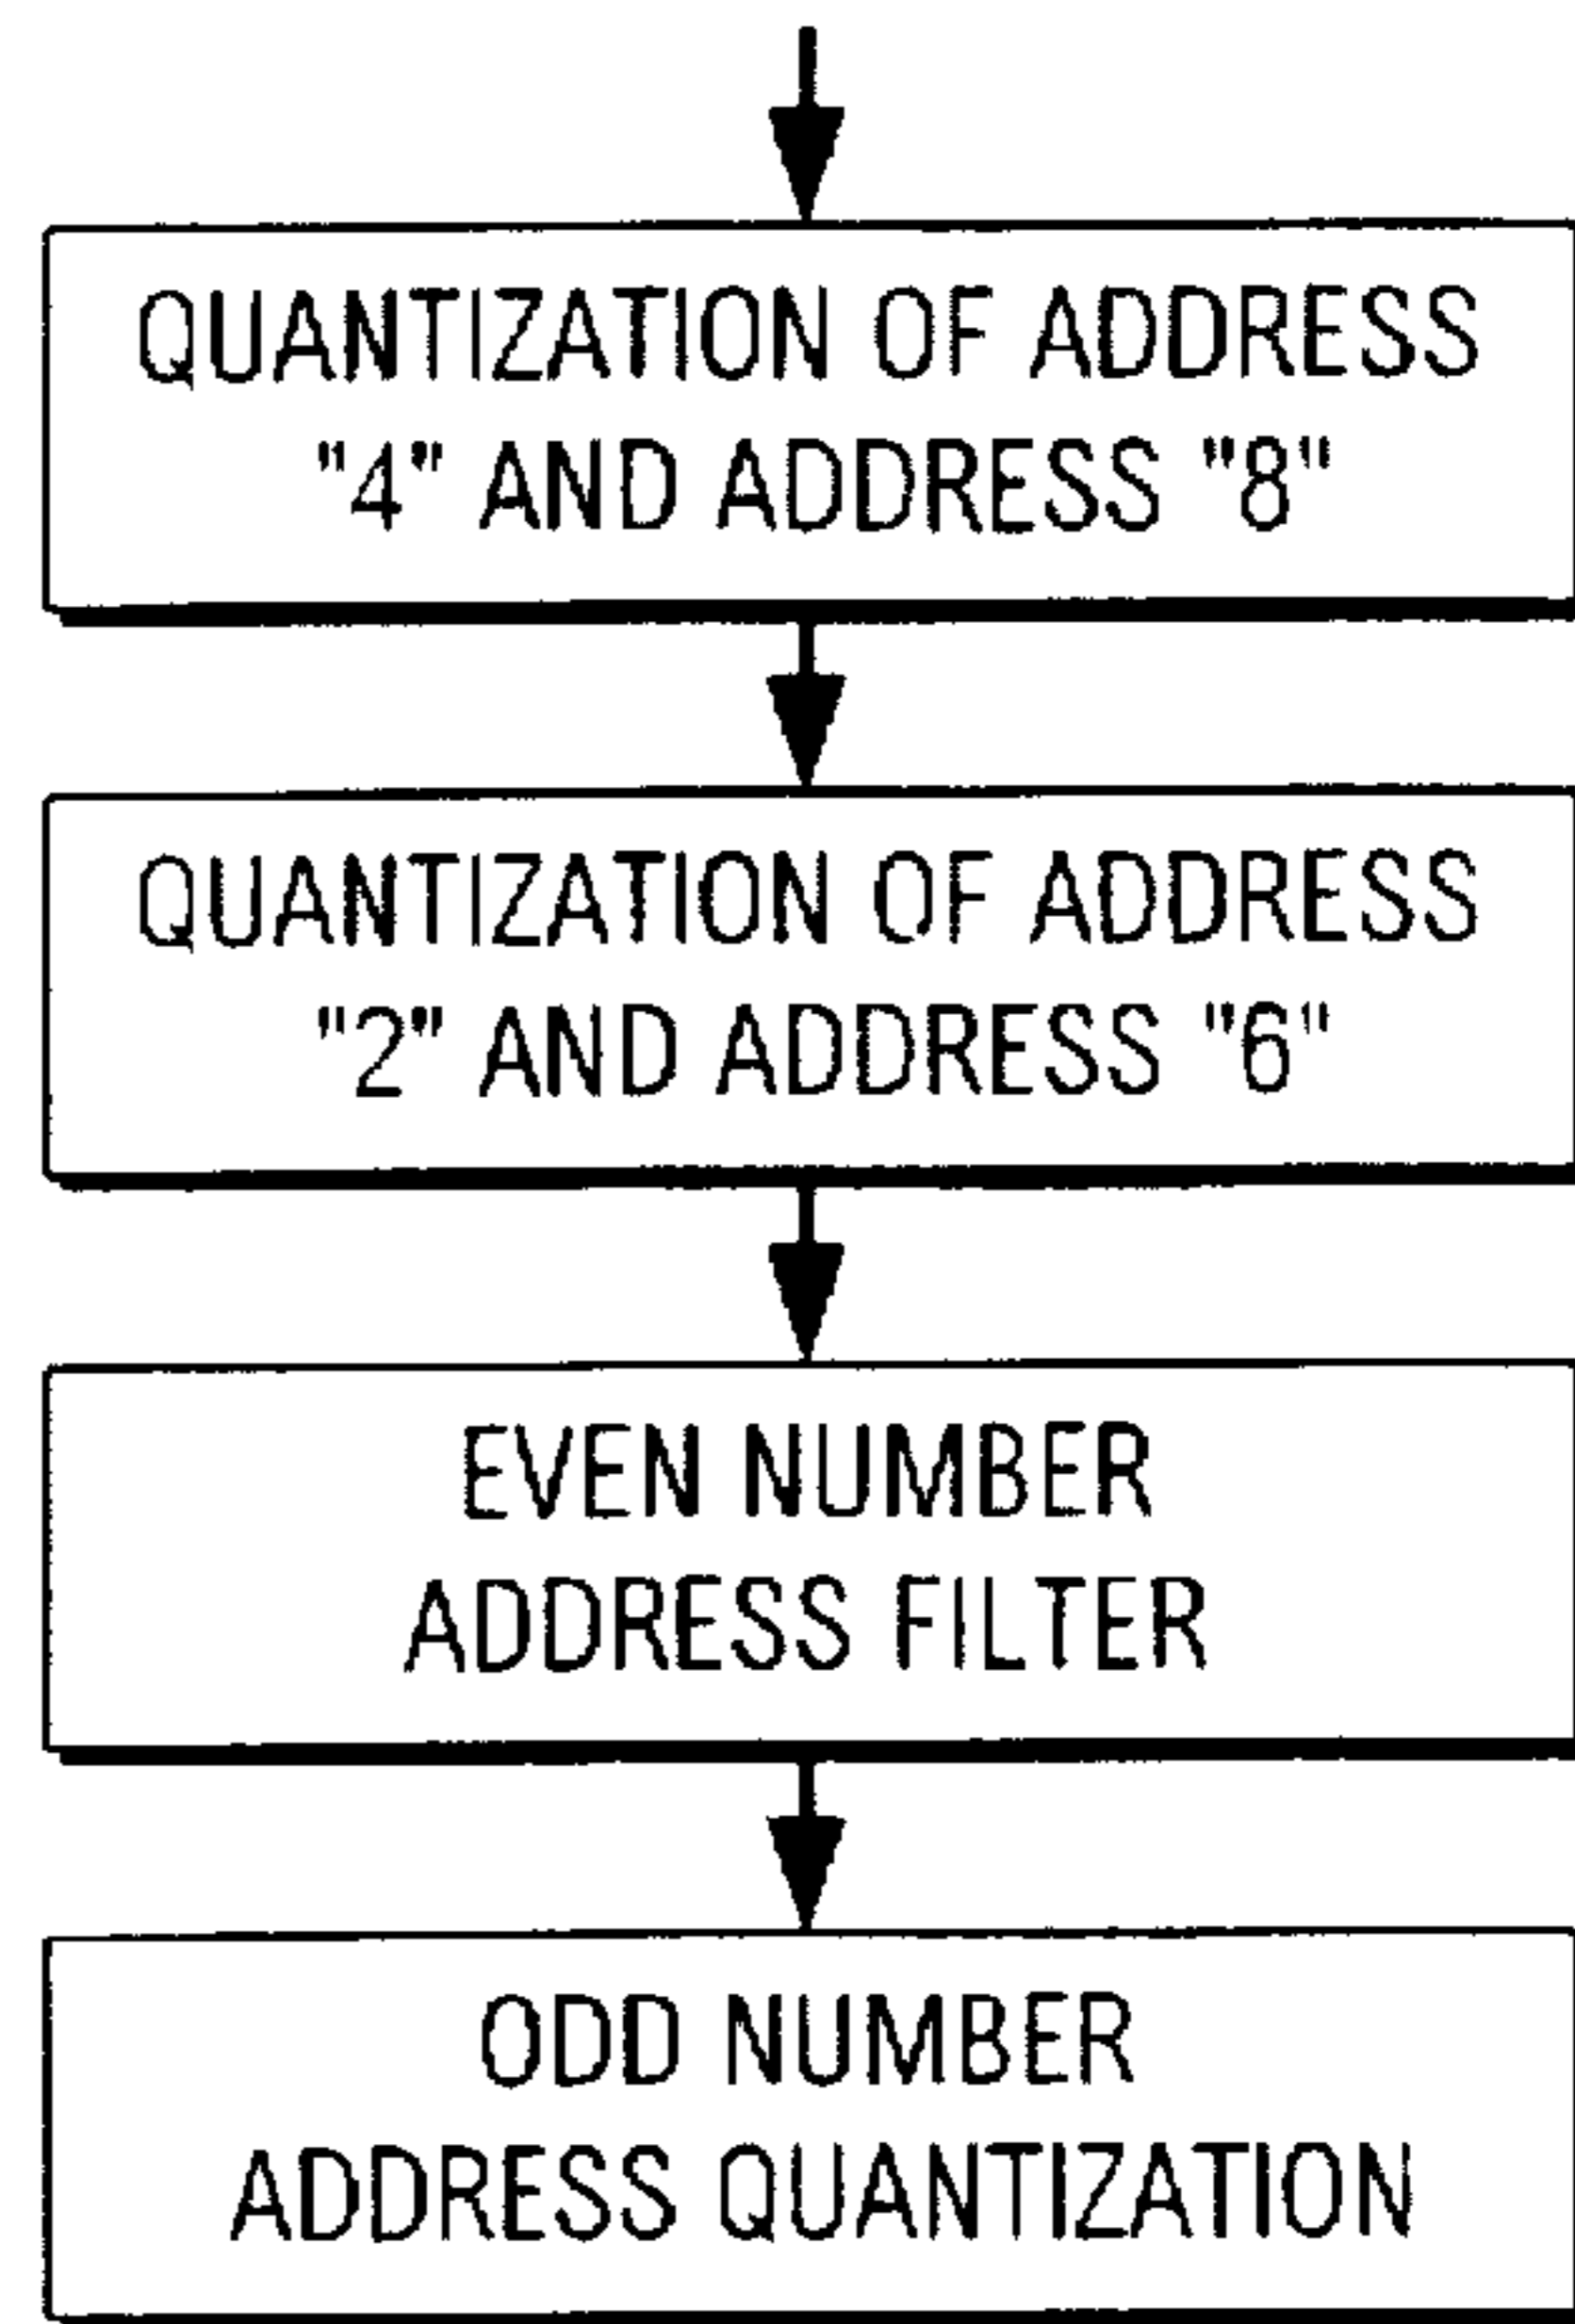 QUANTIZATION OF ADDRESS
"4" AND ADDRESS "8"
QUANTIZATION OF ADDRESS
"2" AND ADDRESS "6"
EVEN NUMBER
ADDRESS FILTER
ODD NUMBER
ADDRESS QUANTIZATION